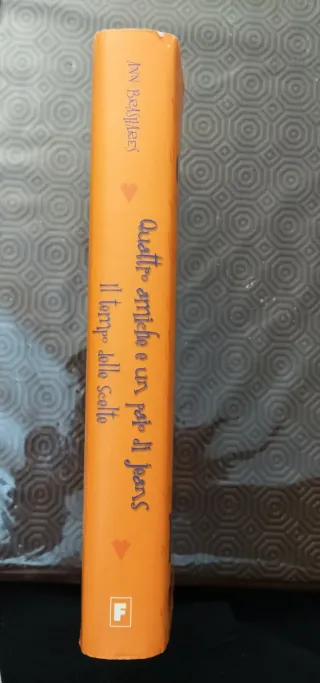 ANN BRASHARES
Quattro amiche e un paio di jeans
Il tempo delle scelte
F